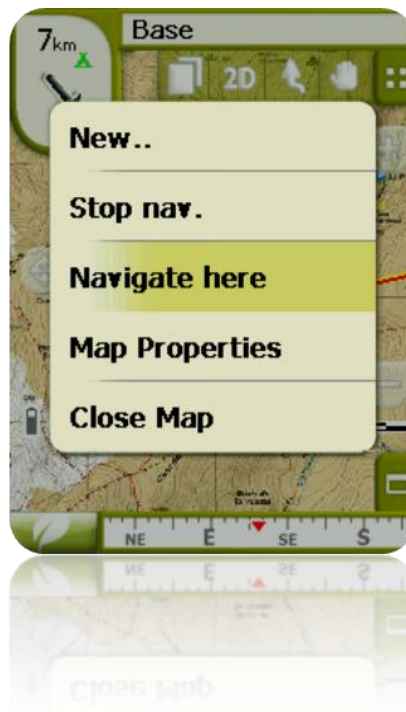 Base
7km
2D
New..
Stop nav.
Navigate here
Map Properties
Close Map
NE E SE S